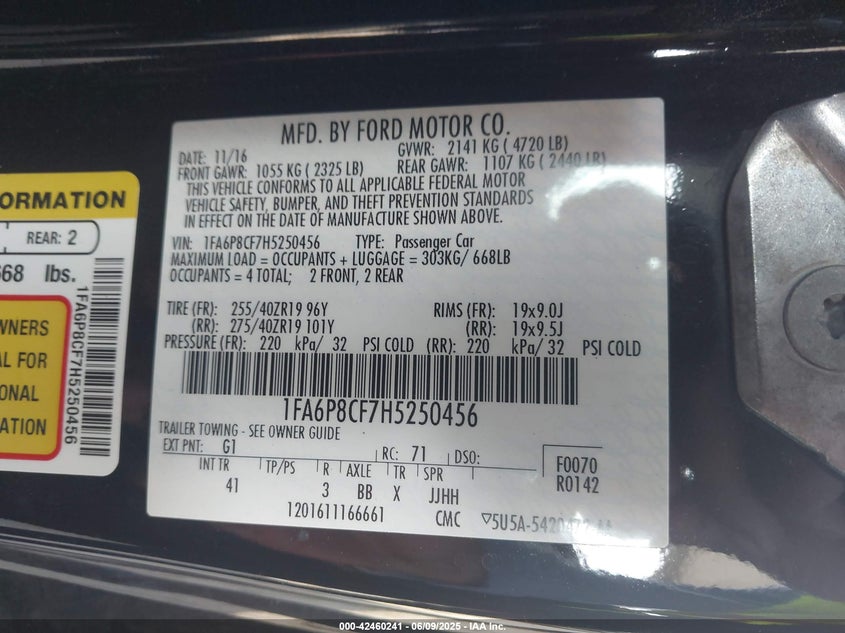 ORMATION
REAR: 2
668 lbs.
WNERS
AL FOR
ONAL
ATION
1FA6P8CF7H5250456
MFD. BY FORD MOTOR CO.
DATE: 11/16 GVWR: 2141 KG ( 4720 LB)
FRONT GAWR: 1055 KG ( 2325 LB) REAR GAWR: 1107 KG ( 2440 LB)
THIS VEHICLE CONFORMS TO ALL APPLICABLE FEDERAL MOTOR
VEHICLE SAFETY, BUMPER, AND THEFT PREVENTION STANDARDS
IN EFFECT ON THE DATE OF MANUFACTURE SHOWN ABOVE.
VIN: 1FA6P8CF7H5250456 TYPE: Passenger Car
MAXIMUM LOAD = OCCUPANTS + LUGGAGE = 303KG/ 668LB
OCCUPANTS = 4 TOTAL; 2 FRONT, 2 REAR
TIRE (FR): 255/40ZR19 96Y RIMS (FR): 19x9.0J
(RR): 275/40ZR19 101Y (RR): 19x9.5J
PRESSURE (FR): 220 kPa/ 32 PSI COLD (RR): 220 kPa/ 32 PSI COLD
1FA6P8CF7H5250456
TRAILER TOWING - SEE OWNER GUIDE
EXT PNT: G1 RC: 71 DSO: F0070
INT TR TP/PS R AXLE TR SPR R0142
41 3 BB X JJHH
1201611166661 CMC 5U5A-5420472-AA
000-42460241 - 06/09/2025 - IAA Inc.